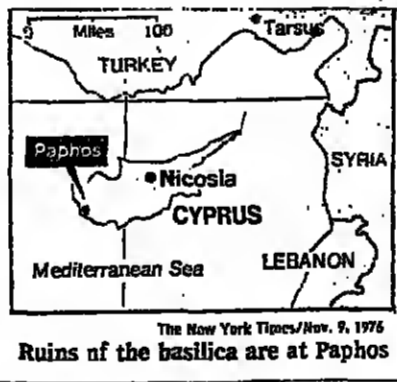 0 Miles 100
Tarsus
TURKEY
Paphos
SYRIA
Nicosia
CYPRUS
Mediterranean Sea
LEBANON
The New York Times/Nov. 9, 1976
Ruins nf the basilica are at Paphos